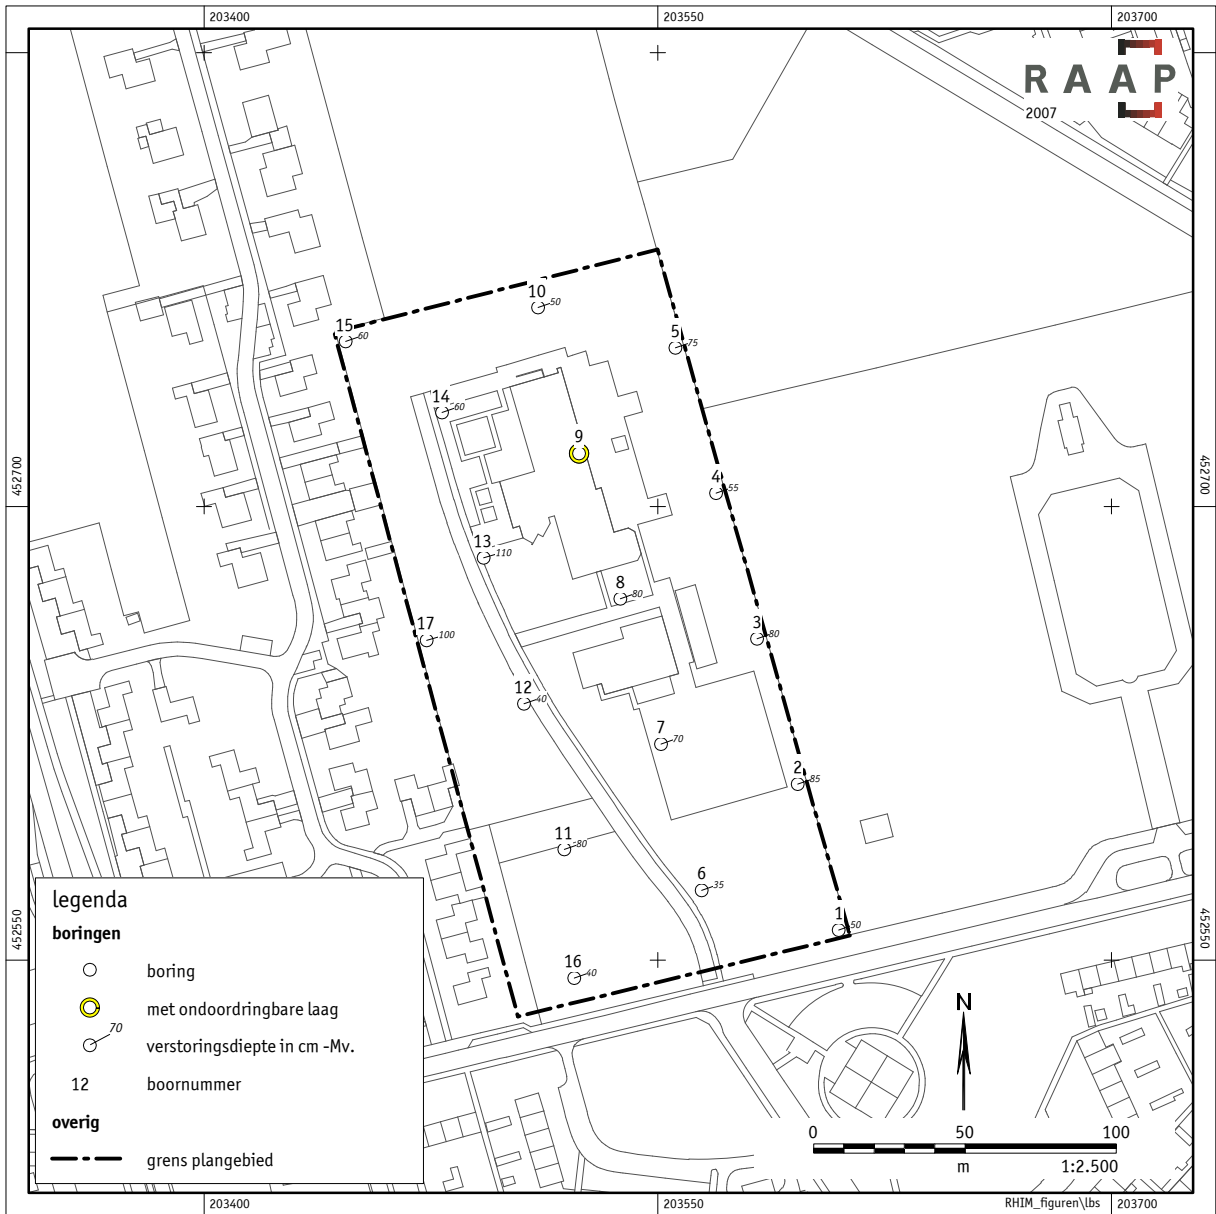 203400 203550 203700
RAAP
2007
10 50
15 60
5 75
14 60
9
452700 452700
4 55
13 110
8 80
17 100
3 80
12 40
7 70
2 85
11 80
6 35
1 50
16 40
452550 452550
legenda
boringen
boring
met ondoordringbare laag
70 verstoringsdiepte in cm -Mv.
12 boornummer
overig
grens plangebied
N
0 50 100
m 1:2.500
RHIM_figuren\lbs
203400 203550 203700